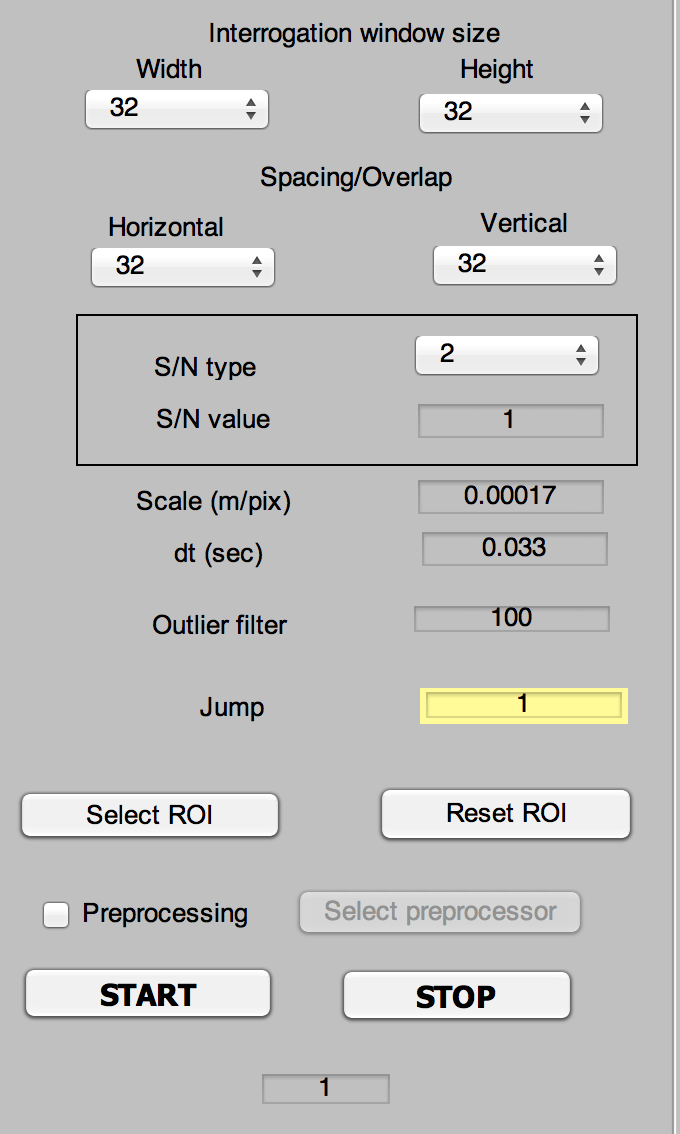 Interrogation window size
Width Height
32 32
Spacing/Overlap
Horizontal Vertical
32 32
S/N type 2
S/N value 1
Scale (m/pix) 0.00017
dt (sec) 0.033
Outlier filter 100
Jump 1
Select ROI Reset ROI
Preprocessing Select preprocessor
START STOP
1